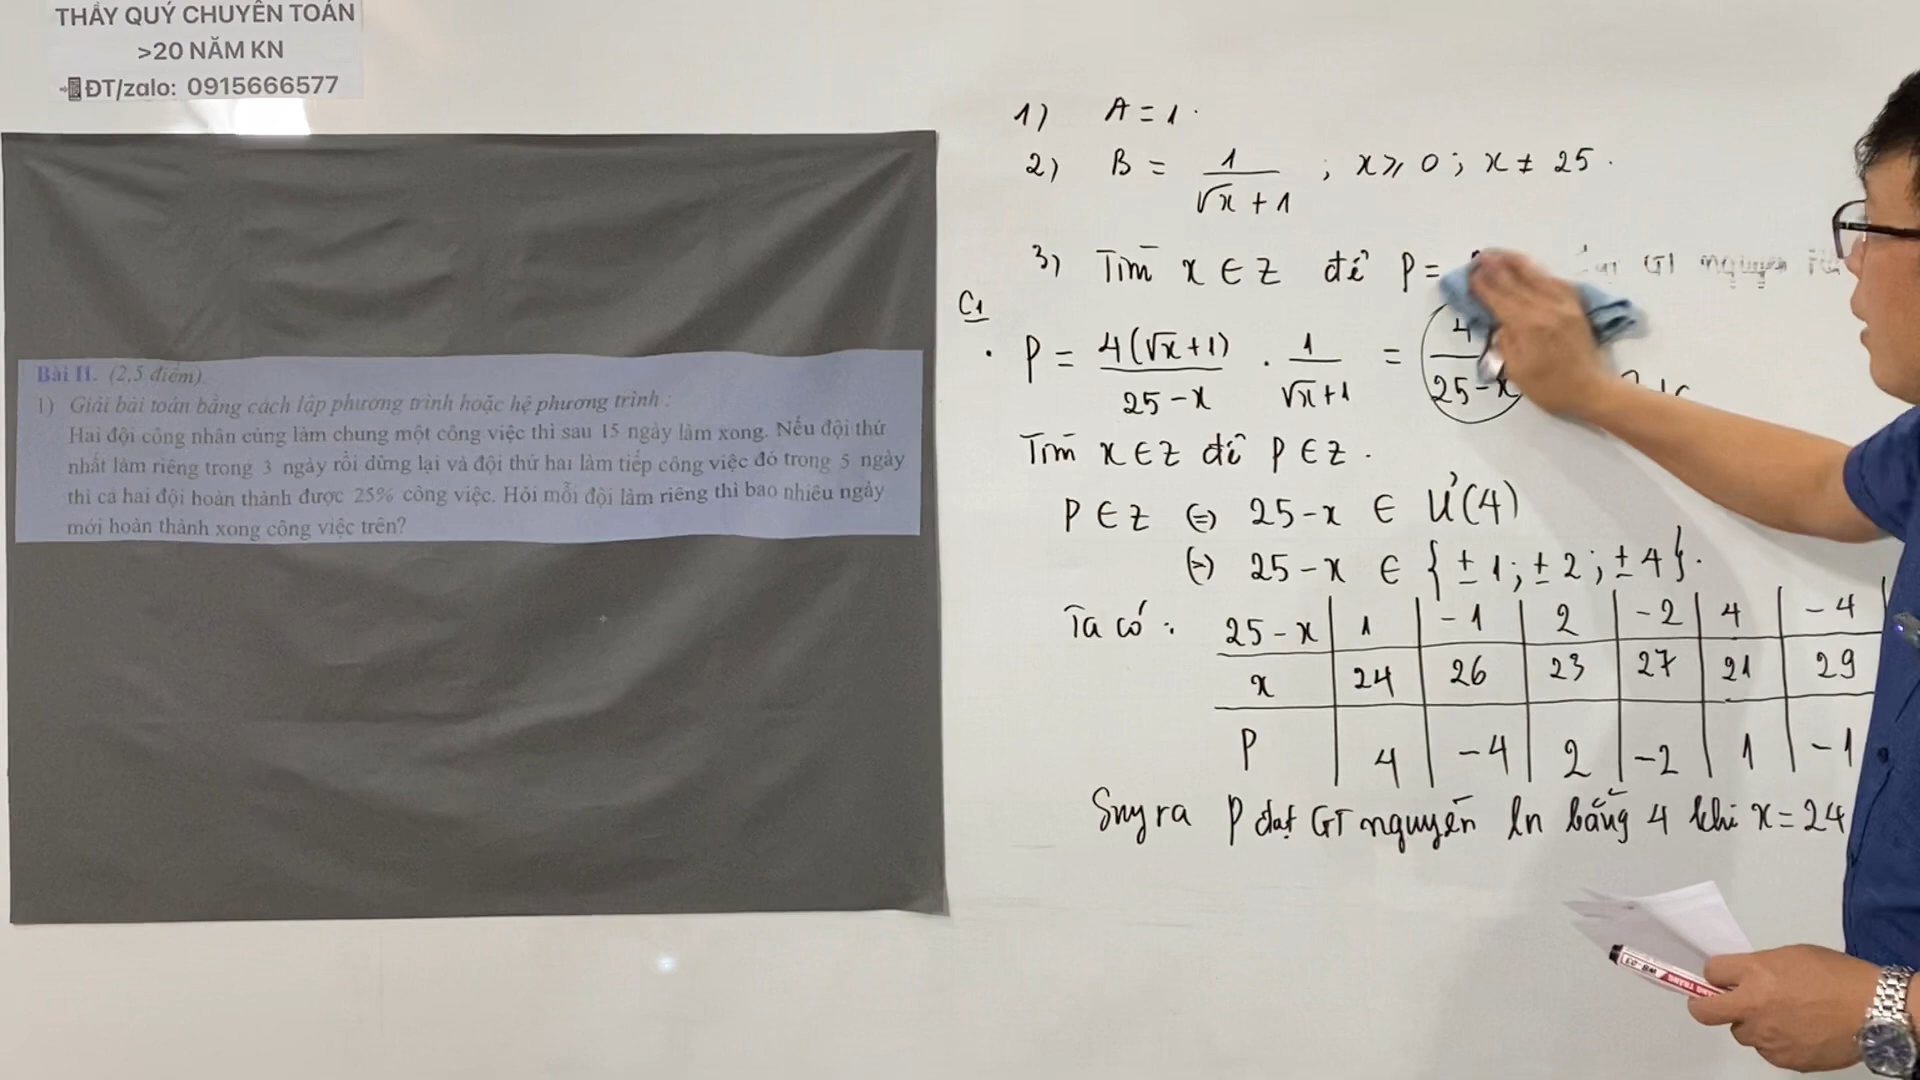 THẦY QUÝ CHUYÊN TOÁN
>20 NĂM KN
ĐT/zalo: 0915666577
Bài II. (2,5 điểm)
1) Giải bài toán bằng cách lập phương trình hoặc hệ phương trình :
Hai đội công nhân cùng làm chung một công việc thì sau 15 ngày làm xong. Nếu đội thứ
nhất làm riêng trong 3 ngày rồi dừng lại và đội thứ hai làm tiếp công việc đó trong 5 ngày
thì cả hai đội hoàn thành được 25% công việc. Hỏi mỗi đội làm riêng thì bao nhiêu ngày
mới hoàn thành xong công việc trên?
1) A = 1.
2) B = 1/(√x + 1) ; x ⩾ 0 ; x ≠ 25.
3) Tìm x ∈ Z để P = GT nguyên
C1
. P = 4(√x+1)/(25-x) . 1/(√x+1) = 4/(25-x)
Tìm x ∈ Z để P ∈ Z.
P ∈ Z (=) 25-x ∈ Ư(4)
(=) 25-x ∈ {±1; ±2; ±4}.
Ta có: 25-x | 1 | -1 | 2 | -2 | 4 | -4
x | 24 | 26 | 23 | 27 | 21 | 29
P | 4 | -4 | 2 | -2 | 1 | -1
Suy ra P đạt GT nguyên ln bằng 4 khi x = 24